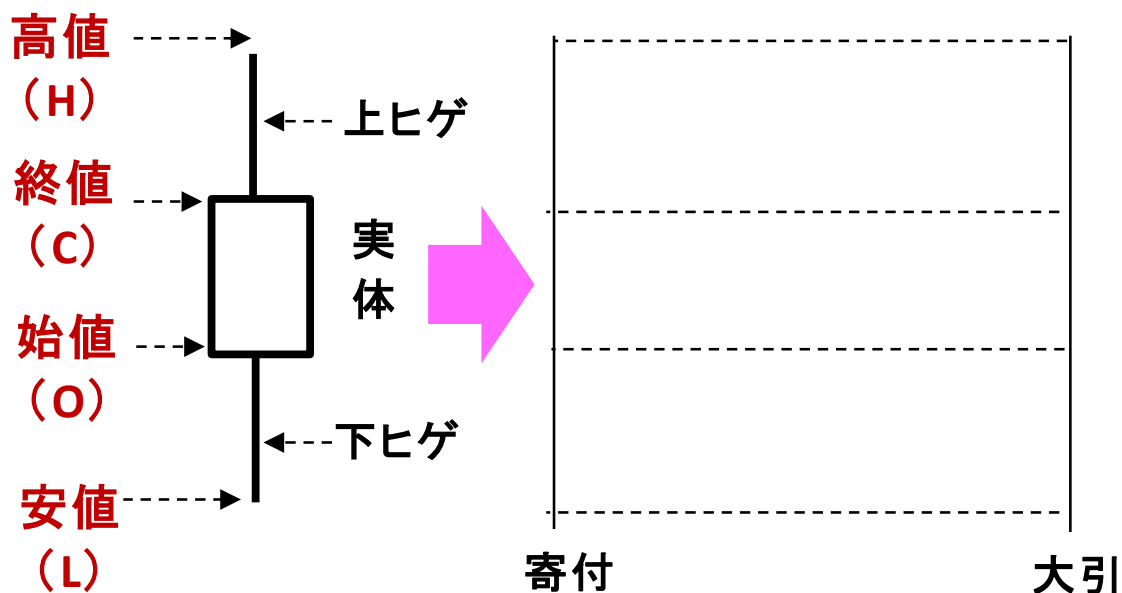 高値
（H）
上ヒゲ
終値
（C）
実
体
始値
（O）
下ヒゲ
安値
（L）
寄付
大引